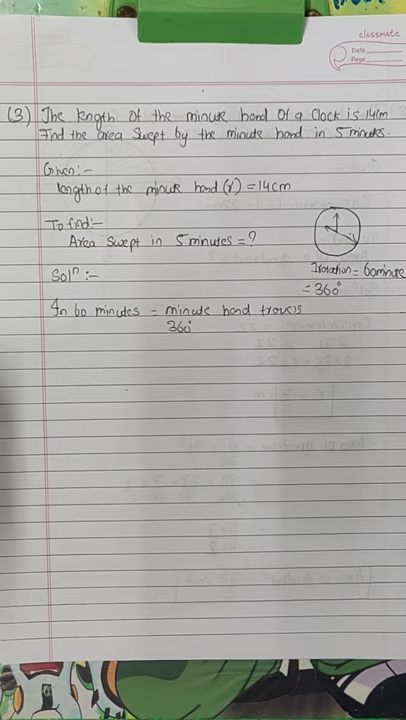 classmate
Date
Page
(3) The length Of the minute hand Of a Clock is 14cm
Find the area Swept by the minute hand in 5 minutes.
Given:-
length of the minute hand (r) = 14cm
To find:-
Area Swept in 5 minutes = ?
Solⁿ :-
1 rotation = 60minute
= 360°
In 60 minutes = minute hand travels
360°